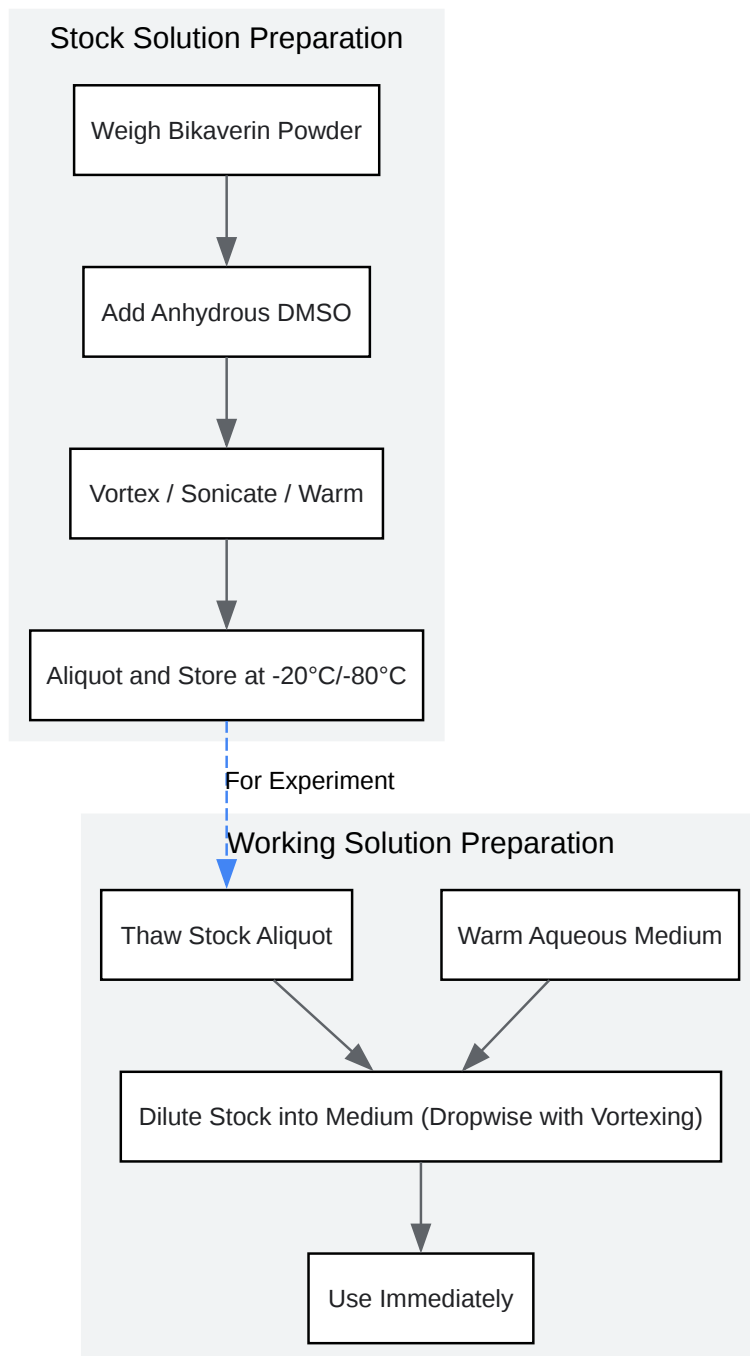 Stock Solution Preparation
Weigh Bikaverin Powder
Add Anhydrous DMSO
Vortex / Sonicate / Warm
Aliquot and Store at -20°C/-80°C
For Experiment
Working Solution Preparation
Thaw Stock Aliquot
Warm Aqueous Medium
Dilute Stock into Medium (Dropwise with Vortexing)
Use Immediately